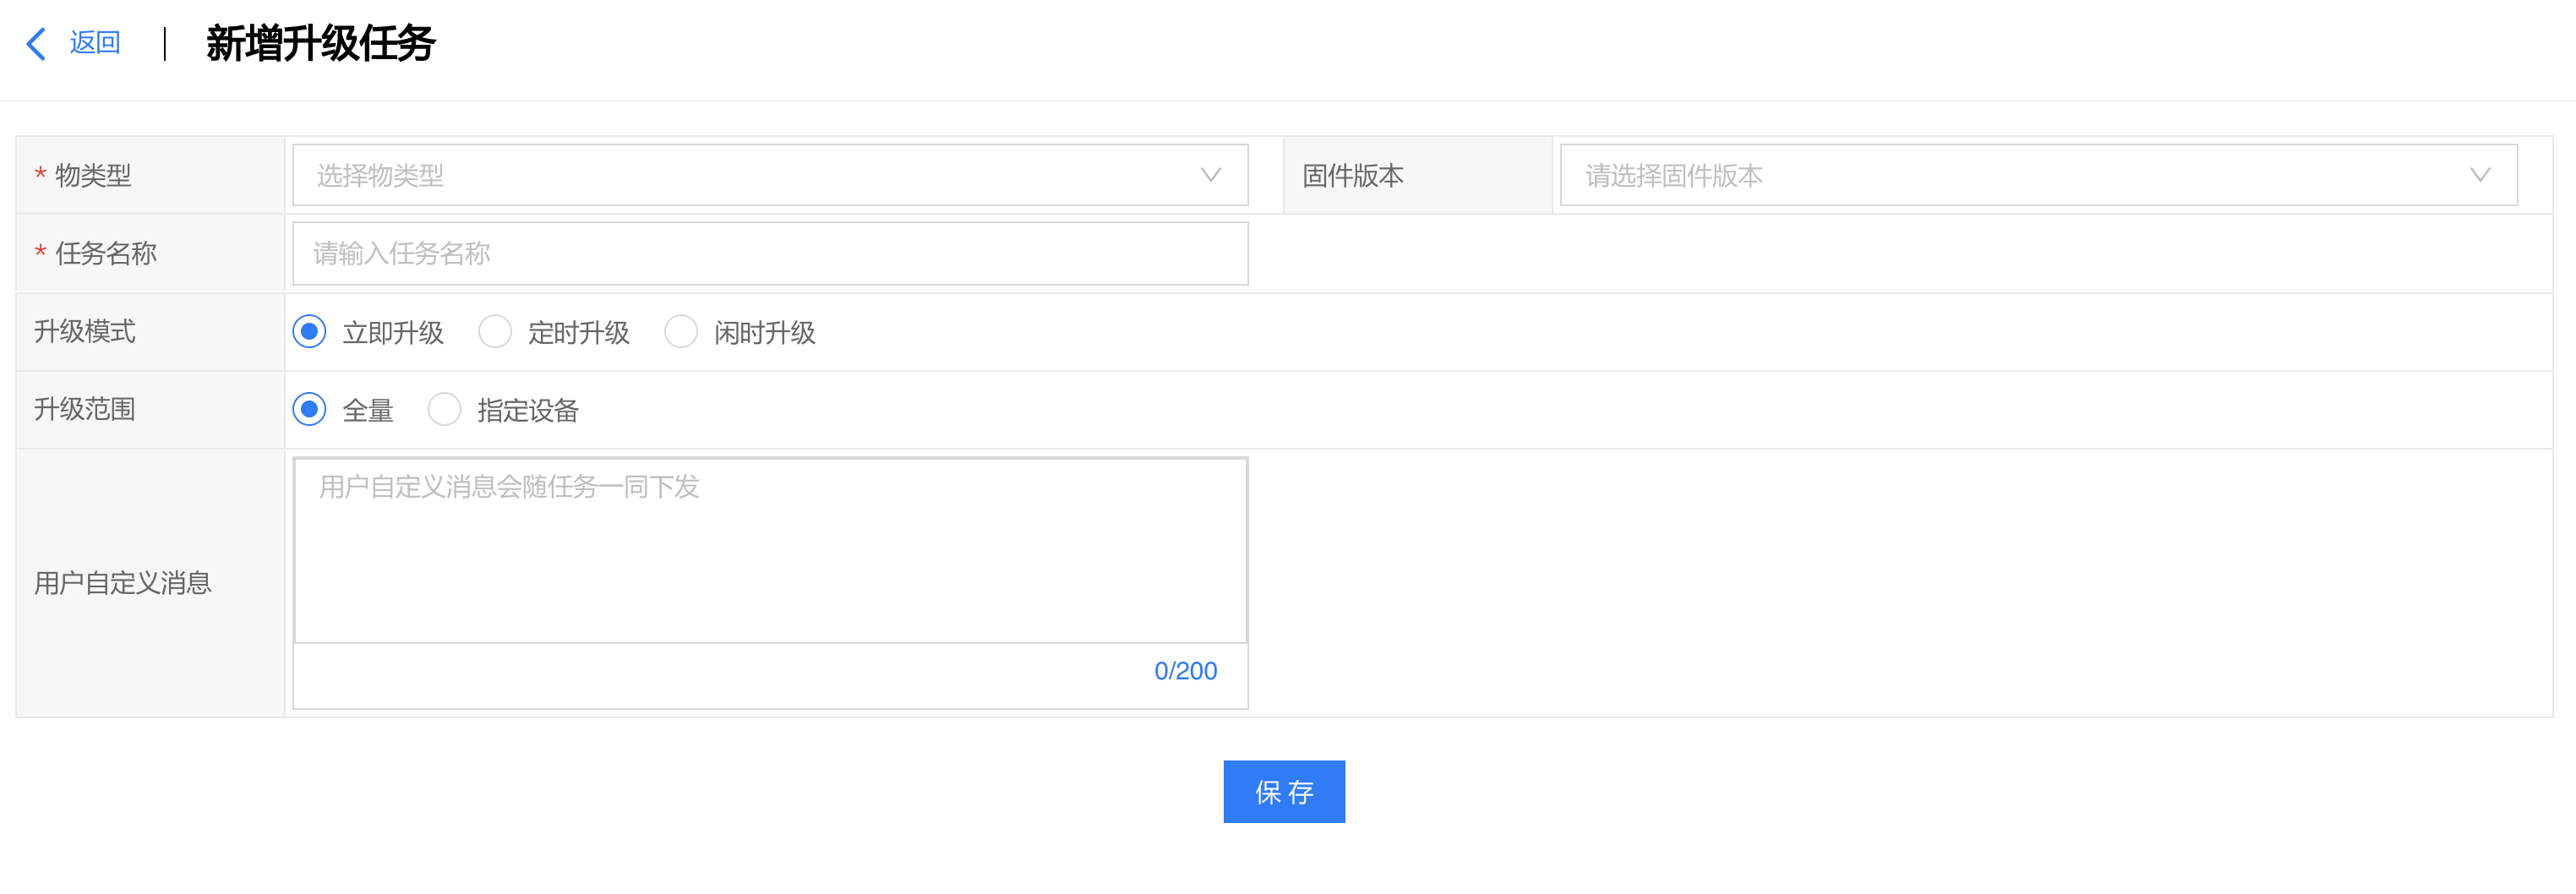 返回 | 新增升级任务
* 物类型 选择物类型 固件版本 请选择固件版本
* 任务名称 请输入任务名称
升级模式 立即升级 定时升级 闲时升级
升级范围 全量 指定设备
用户自定义消息 用户自定义消息会随任务一同下发
0/200
保 存